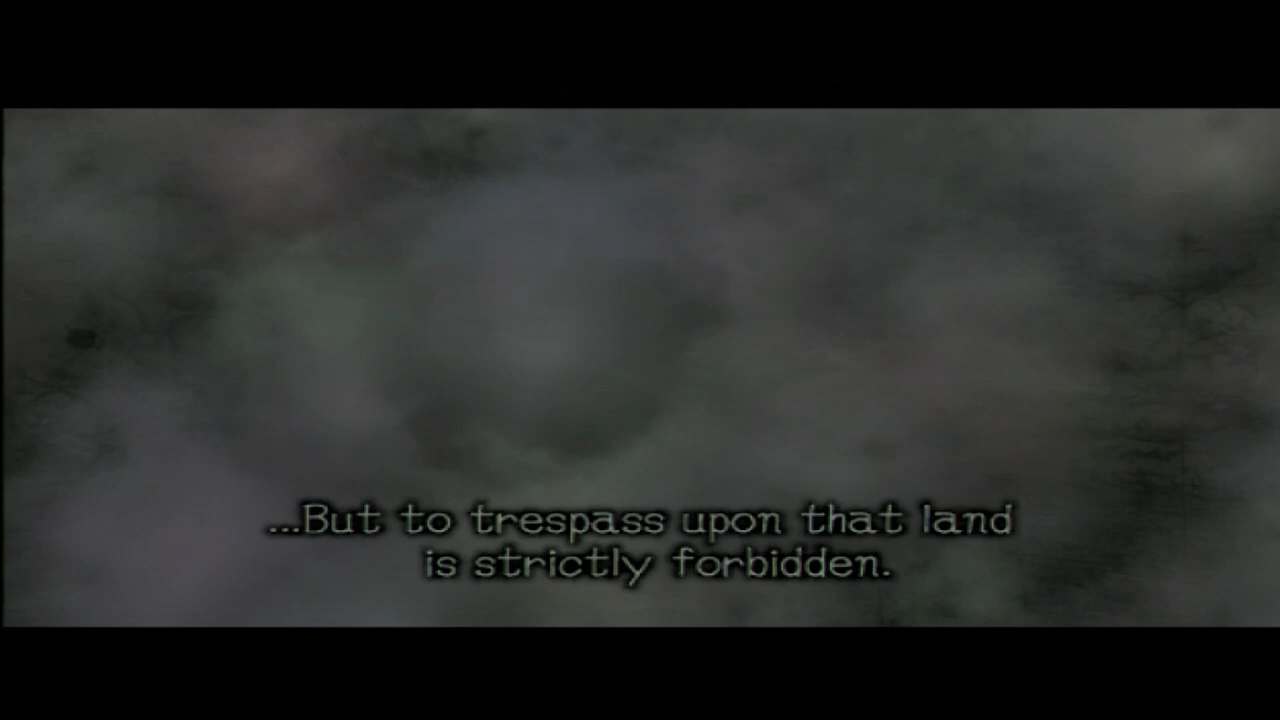 ...But to trespass upon that land
is strictly forbidden.